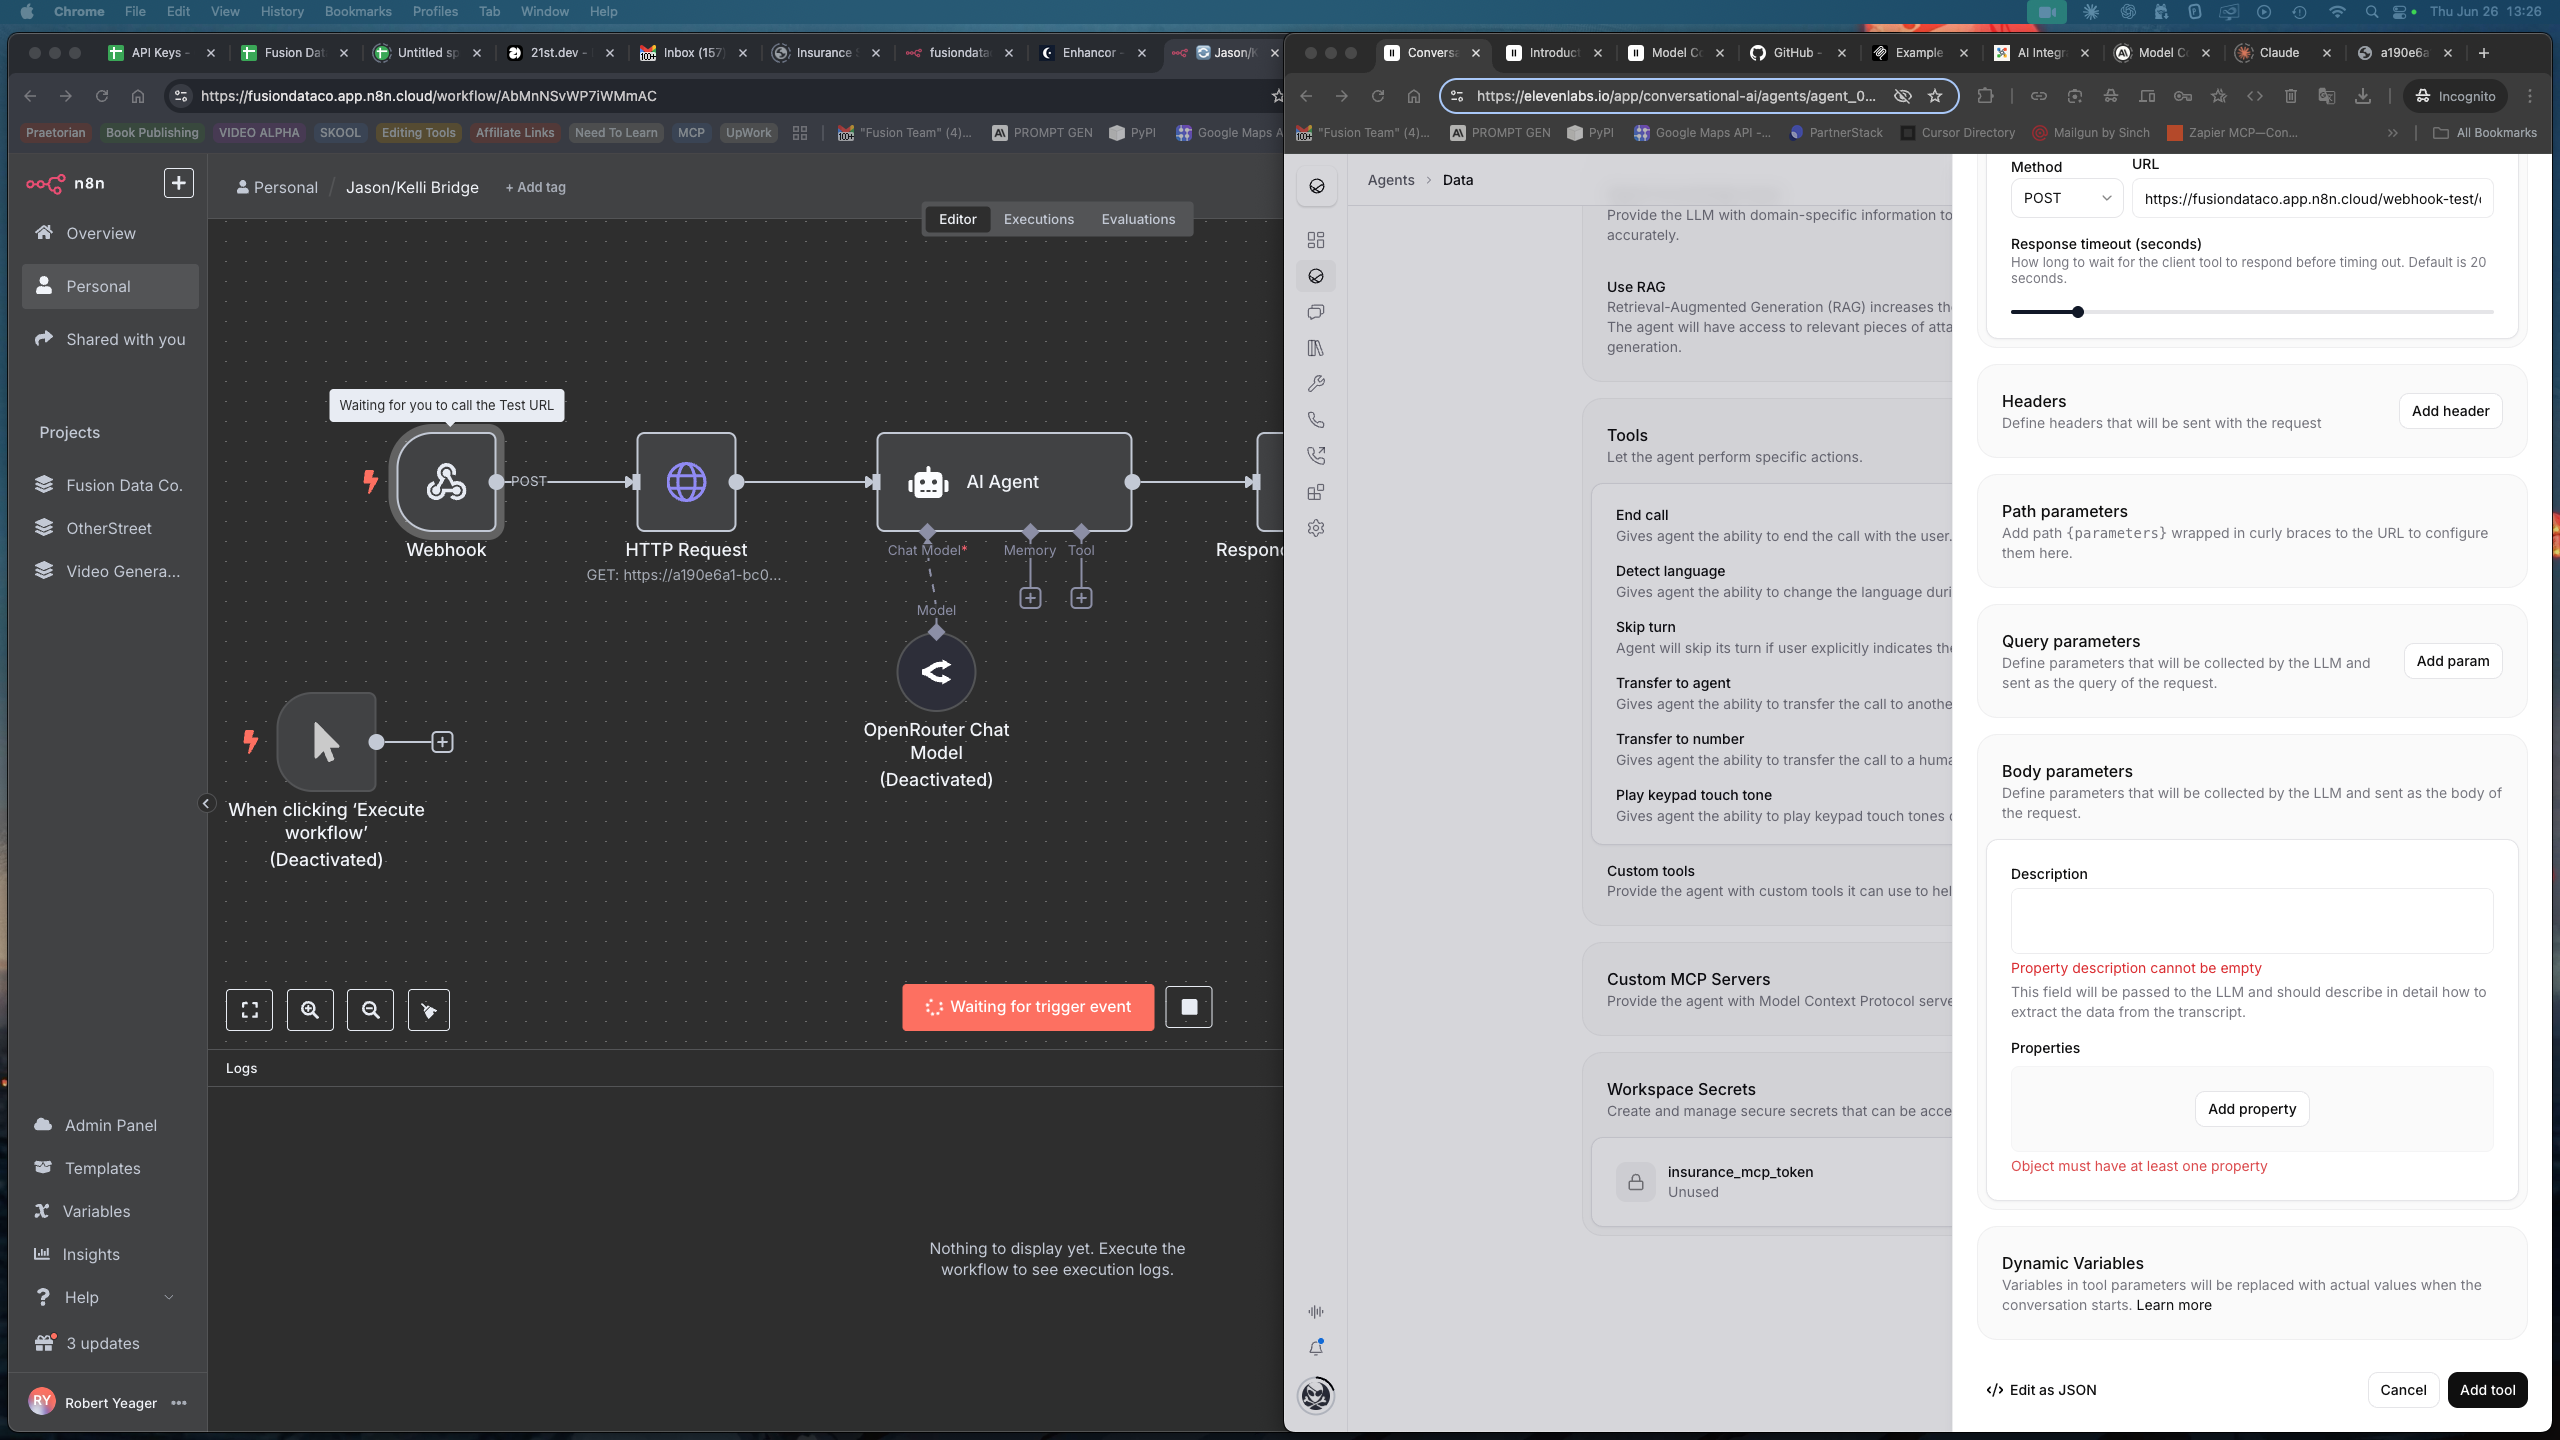 Chrome File Edit View History Bookmarks Profiles Tab Window Help
Thu Jun 26 13:26
API Keys -
Fusion Dat
Untitled sp
21st.dev -
Inbox (157)
Insurance
fusiondata
Enhancor -
Jason/K
https://fusiondataco.app.n8n.cloud/workflow/AbMnNSvWP7iWMmAC
Praetorian
Book Publishing
VIDEO ALPHA
SKOOL
Editing Tools
Affiliate Links
Need To Learn
MCP
UpWork
"Fusion Team" (4)...
PROMPT GEN
PyPI
Google Maps A
n8n
Personal / Jason/Kelli Bridge + Add tag
Editor Executions Evaluations
Overview
Personal
Shared with you
Projects
Fusion Data Co.
OtherStreet
Video Genera...
Waiting for you to call the Test URL
POST
Webhook
HTTP Request
GET: https://a190e6a1-bc0...
AI Agent
Chat Model*
Memory
Tool
Respon
Model
OpenRouter Chat
Model
(Deactivated)
When clicking ‘Execute
workflow’
(Deactivated)
Waiting for trigger event
Logs
Nothing to display yet. Execute the
workflow to see execution logs.
Admin Panel
Templates
Variables
Insights
Help
3 updates
RY
Robert Yeager
Conversa
Introduct
Model Co
GitHub -
Example
AI Integr
Model Co
Claude
a190e6a
https://elevenlabs.io/app/conversational-ai/agents/agent_0...
Incognito
"Fusion Team" (4)...
PROMPT GEN
PyPI
Google Maps API -...
PartnerStack
Cursor Directory
Mailgun by Sinch
Zapier MCP—Con...
All Bookmarks
Agents > Data
Provide the LLM with domain-specific information to
accurately.
Use RAG
Retrieval-Augmented Generation (RAG) increases the
The agent will have access to relevant pieces of atta
generation.
Tools
Let the agent perform specific actions.
End call
Gives agent the ability to end the call with the user.
Detect language
Gives agent the ability to change the language duri
Skip turn
Agent will skip its turn if user explicitly indicates the
Transfer to agent
Gives agent the ability to transfer the call to anothe
Transfer to number
Gives agent the ability to transfer the call to a huma
Play keypad touch tone
Gives agent the ability to play keypad touch tones
Custom tools
Provide the agent with custom tools it can use to hel
Custom MCP Servers
Provide the agent with Model Context Protocol serve
Workspace Secrets
Create and manage secure secrets that can be acce
insurance_mcp_token
Unused
Method
URL
POST
https://fusiondataco.app.n8n.cloud/webhook-test/
Response timeout (seconds)
How long to wait for the client tool to respond before timing out. Default is 20
seconds.
Headers
Define headers that will be sent with the request
Add header
Path parameters
Add path {parameters} wrapped in curly braces to the URL to configure
them here.
Query parameters
Define parameters that will be collected by the LLM and
sent as the query of the request.
Add param
Body parameters
Define parameters that will be collected by the LLM and sent as the body of
the request.
Description
Property description cannot be empty
This field will be passed to the LLM and should describe in detail how to
extract the data from the transcript.
Properties
Add property
Object must have at least one property
Dynamic Variables
Variables in tool parameters will be replaced with actual values when the
conversation starts. Learn more
Edit as JSON
Cancel
Add tool